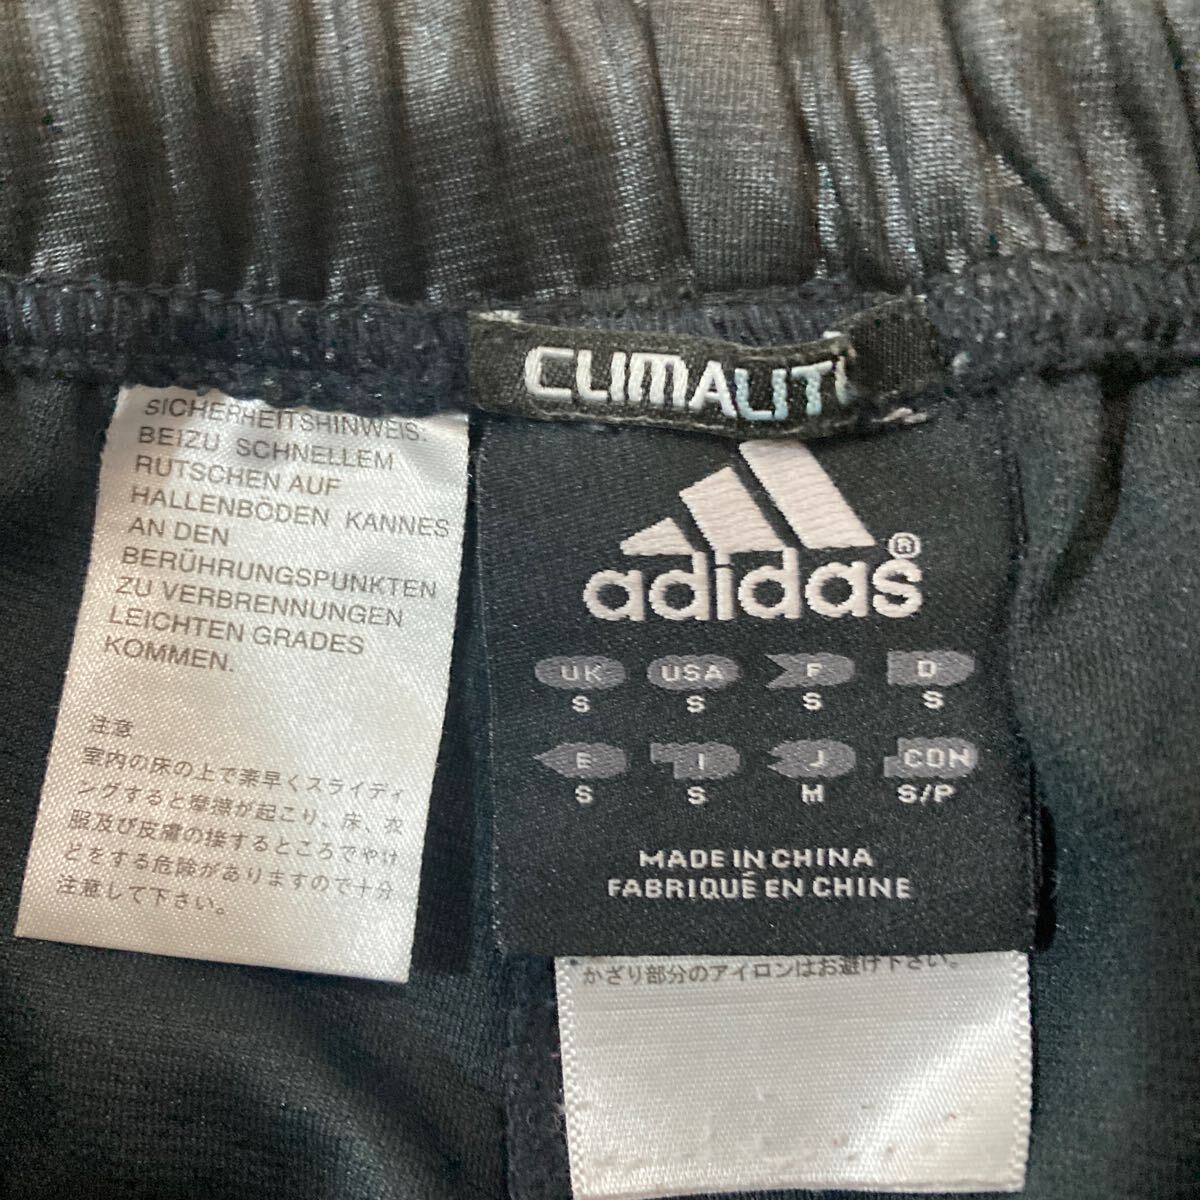 SICHERHEITSHINWEIS:
BEIZU SCHNELLEM
RUTSCHEN AUF
HALLENBÖDEN KANNES
AN DEN
BERÜHRUNGSPUNKTEN
ZU VERBRENNUNGEN
LEICHTEN GRADES
KOMMEN.
注意
室内の床の上で素早くスライディ
ングすると摩擦が起こり、床、衣
服及び皮膚の接するところでやけ
どをする危険がありますので十分
注意して下さい。
CLIMALIT
adidas®
UK USA F D
S S S S
E I J CDN
S S M S/P
MADE IN CHINA
FABRIQUÉ EN CHINE
かざり部分のアイロンはお避け下さい。